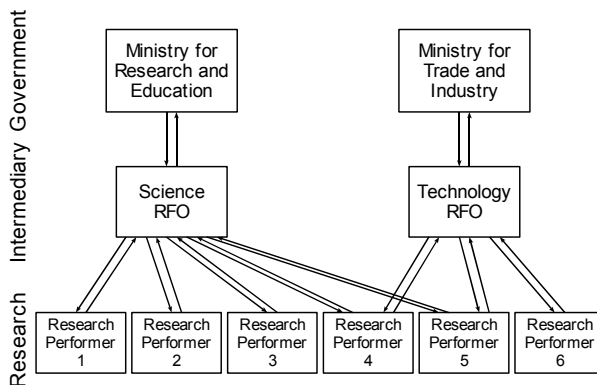 Government
Ministry for
Research and
Education
Ministry for
Trade and
Industry
Intermediary
Science
RFO
Technology
RFO
Research
Research
Performer
1
Research
Performer
2
Research
Performer
3
Research
Performer
4
Research
Performer
5
Research
Performer
6